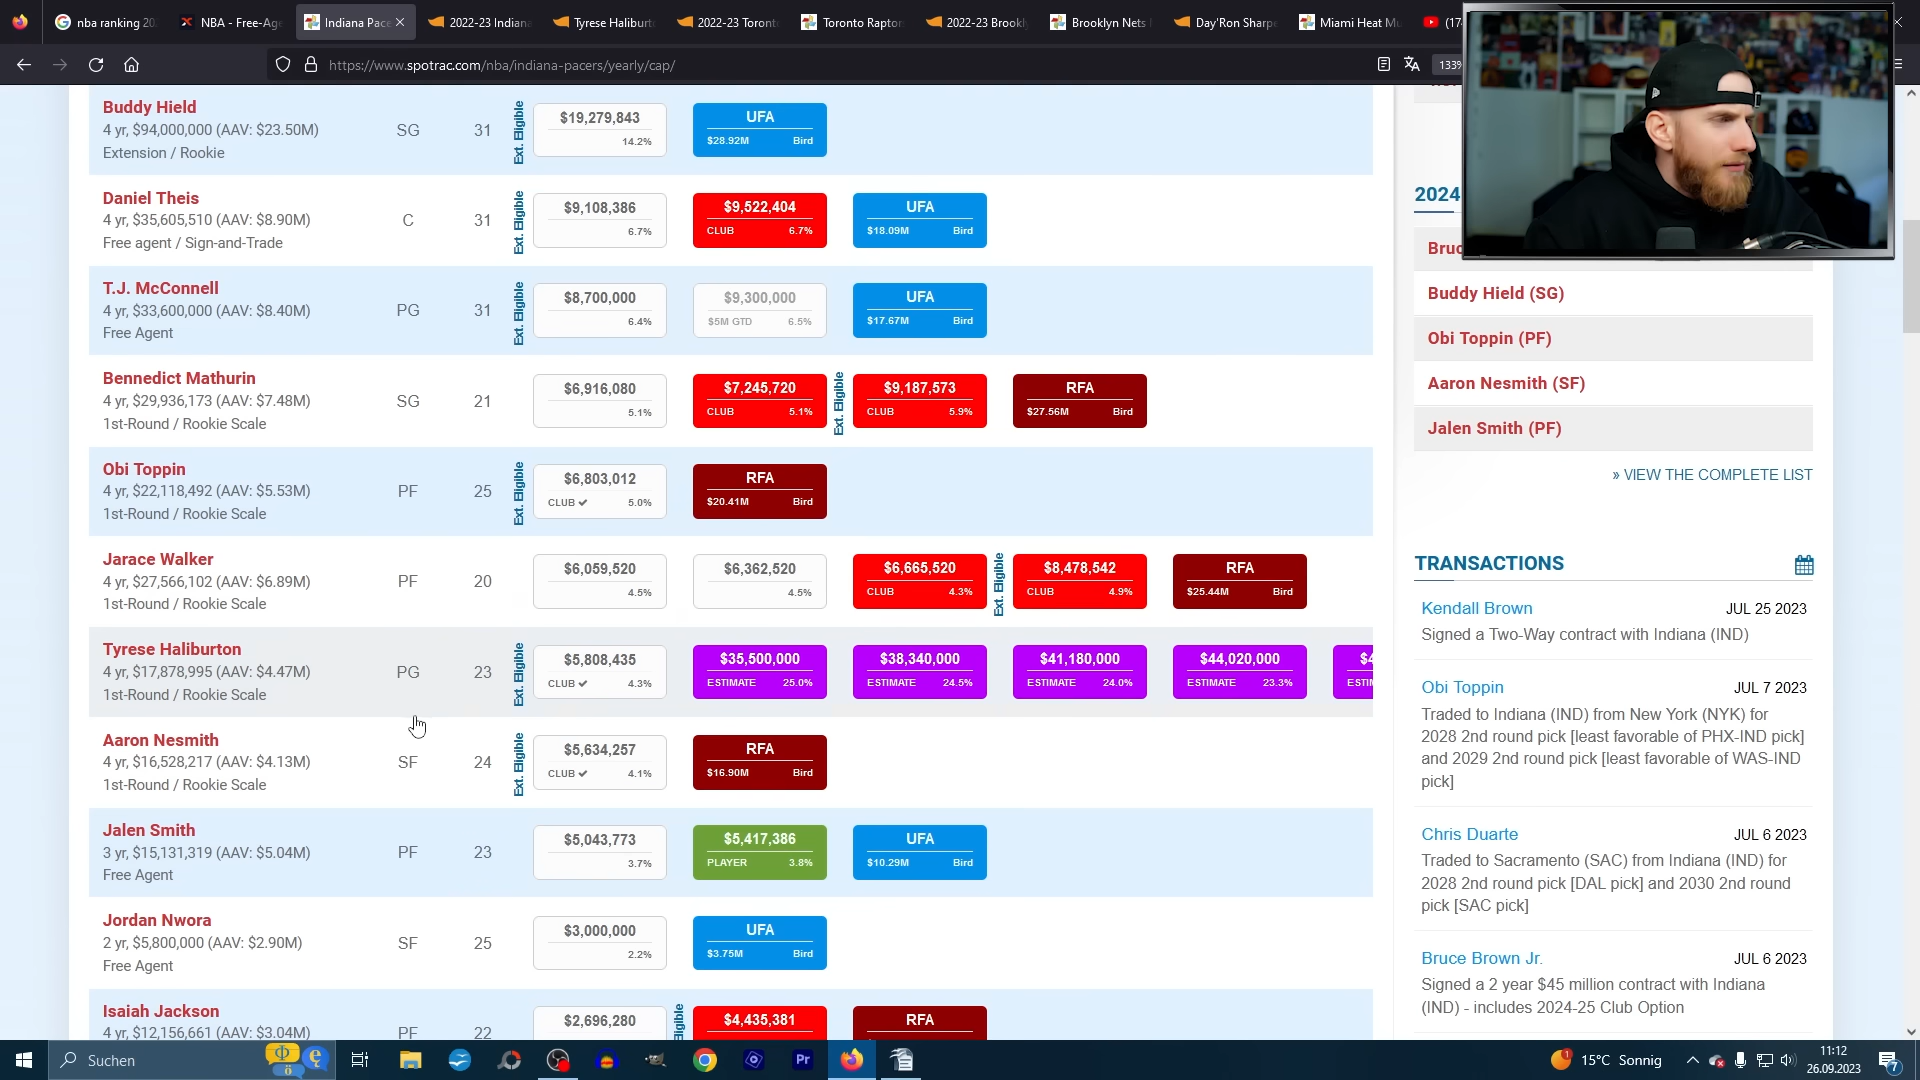 nba ranking 20
NBA - Free-Age
Indiana Pace
2022-23 Indian
Tyrese Haliburt
2022-23 Toront
Toronto Rapto
2022-23 Brookl
Brooklyn Nets
Day'Ron Sharpe
Miami Heat Mu
https://www.spotrac.com/nba/indiana-pacers/yearly/cap/
133%
Buddy Hield
4 yr, $94,000,000 (AAV: $23.50M)
Extension / Rookie
SG
31
Ext. Eligible
$19,279,843
14.2%
UFA
$28.92M Bird
Daniel Theis
4 yr, $35,605,510 (AAV: $8.90M)
Free agent / Sign-and-Trade
C
31
Ext. Eligible
$9,108,386
6.7%
$9,522,404
CLUB 6.7%
UFA
$18.09M Bird
T.J. McConnell
4 yr, $33,600,000 (AAV: $8.40M)
Free Agent
PG
31
Ext. Eligible
$8,700,000
6.4%
$9,300,000
$5M GTD 6.5%
UFA
$17.67M Bird
Bennedict Mathurin
4 yr, $29,936,173 (AAV: $7.48M)
1st-Round / Rookie Scale
SG
21
$6,916,080
5.1%
$7,245,720
CLUB 5.1%
Ext. Eligible
$9,187,573
CLUB 5.9%
RFA
$27.56M Bird
Obi Toppin
4 yr, $22,118,492 (AAV: $5.53M)
1st-Round / Rookie Scale
PF
25
Ext. Eligible
$6,803,012
CLUB ✔ 5.0%
RFA
$20.41M Bird
Jarace Walker
4 yr, $27,566,102 (AAV: $6.89M)
1st-Round / Rookie Scale
PF
20
$6,059,520
4.5%
$6,362,520
4.5%
$6,665,520
CLUB 4.3%
Ext. Eligible
$8,478,542
CLUB 4.9%
RFA
$25.44M Bird
Tyrese Haliburton
4 yr, $17,878,995 (AAV: $4.47M)
1st-Round / Rookie Scale
PG
23
Ext. Eligible
$5,808,435
CLUB ✔ 4.3%
$35,500,000
ESTIMATE 25.0%
$38,340,000
ESTIMATE 24.5%
$41,180,000
ESTIMATE 24.0%
$44,020,000
ESTIMATE 23.3%
$4
ESTIM
Aaron Nesmith
4 yr, $16,528,217 (AAV: $4.13M)
1st-Round / Rookie Scale
SF
24
Ext. Eligible
$5,634,257
CLUB ✔ 4.1%
RFA
$16.90M Bird
Jalen Smith
3 yr, $15,131,319 (AAV: $5.04M)
Free Agent
PF
23
$5,043,773
3.7%
$5,417,386
PLAYER 3.8%
UFA
$10.29M Bird
Jordan Nwora
2 yr, $5,800,000 (AAV: $2.90M)
Free Agent
SF
25
$3,000,000
2.2%
UFA
$3.75M Bird
Isaiah Jackson
4 yr, $12,156,661 (AAV: $3.04M)
PF
22
$2,696,280
ligible
$4,435,381
RFA
2024
Bruc
Buddy Hield (SG)
Obi Toppin (PF)
Aaron Nesmith (SF)
Jalen Smith (PF)
» VIEW THE COMPLETE LIST
TRANSACTIONS
Kendall Brown JUL 25 2023
Signed a Two-Way contract with Indiana (IND)
Obi Toppin JUL 7 2023
Traded to Indiana (IND) from New York (NYK) for
2028 2nd round pick [least favorable of PHX-IND pick]
and 2029 2nd round pick [least favorable of WAS-IND
pick]
Chris Duarte JUL 6 2023
Traded to Sacramento (SAC) from Indiana (IND) for
2028 2nd round pick [DAL pick] and 2030 2nd round
pick [SAC pick]
Bruce Brown Jr. JUL 6 2023
Signed a 2 year $45 million contract with Indiana
(IND) - includes 2024-25 Club Option
Suchen
Pr
15°C Sonnig
11:12
26.09.2023
7